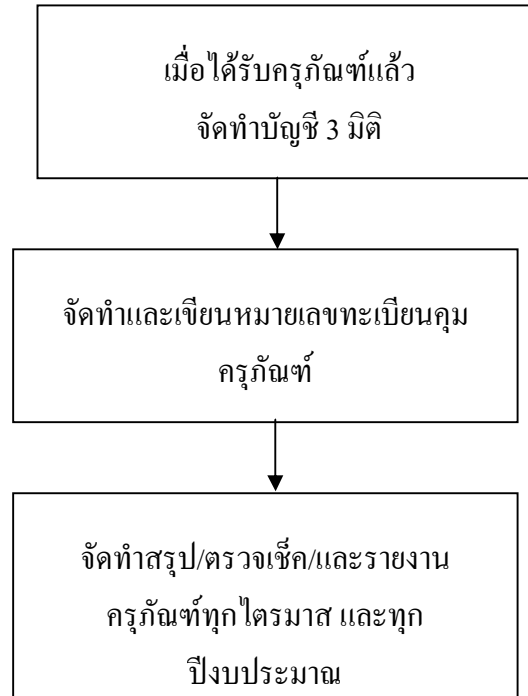 เมื่อได้รับครุภัณฑ์แล้ว
จัดทำบัญชี 3 มิติ
จัดทำและเขียนหมายเลขทะเบียนคุม
ครุภัณฑ์
จัดทำสรุป/ตรวจเช็ค/และรายงาน
ครุภัณฑ์ทุกไตรมาส และทุก
ปีงบประมาณ